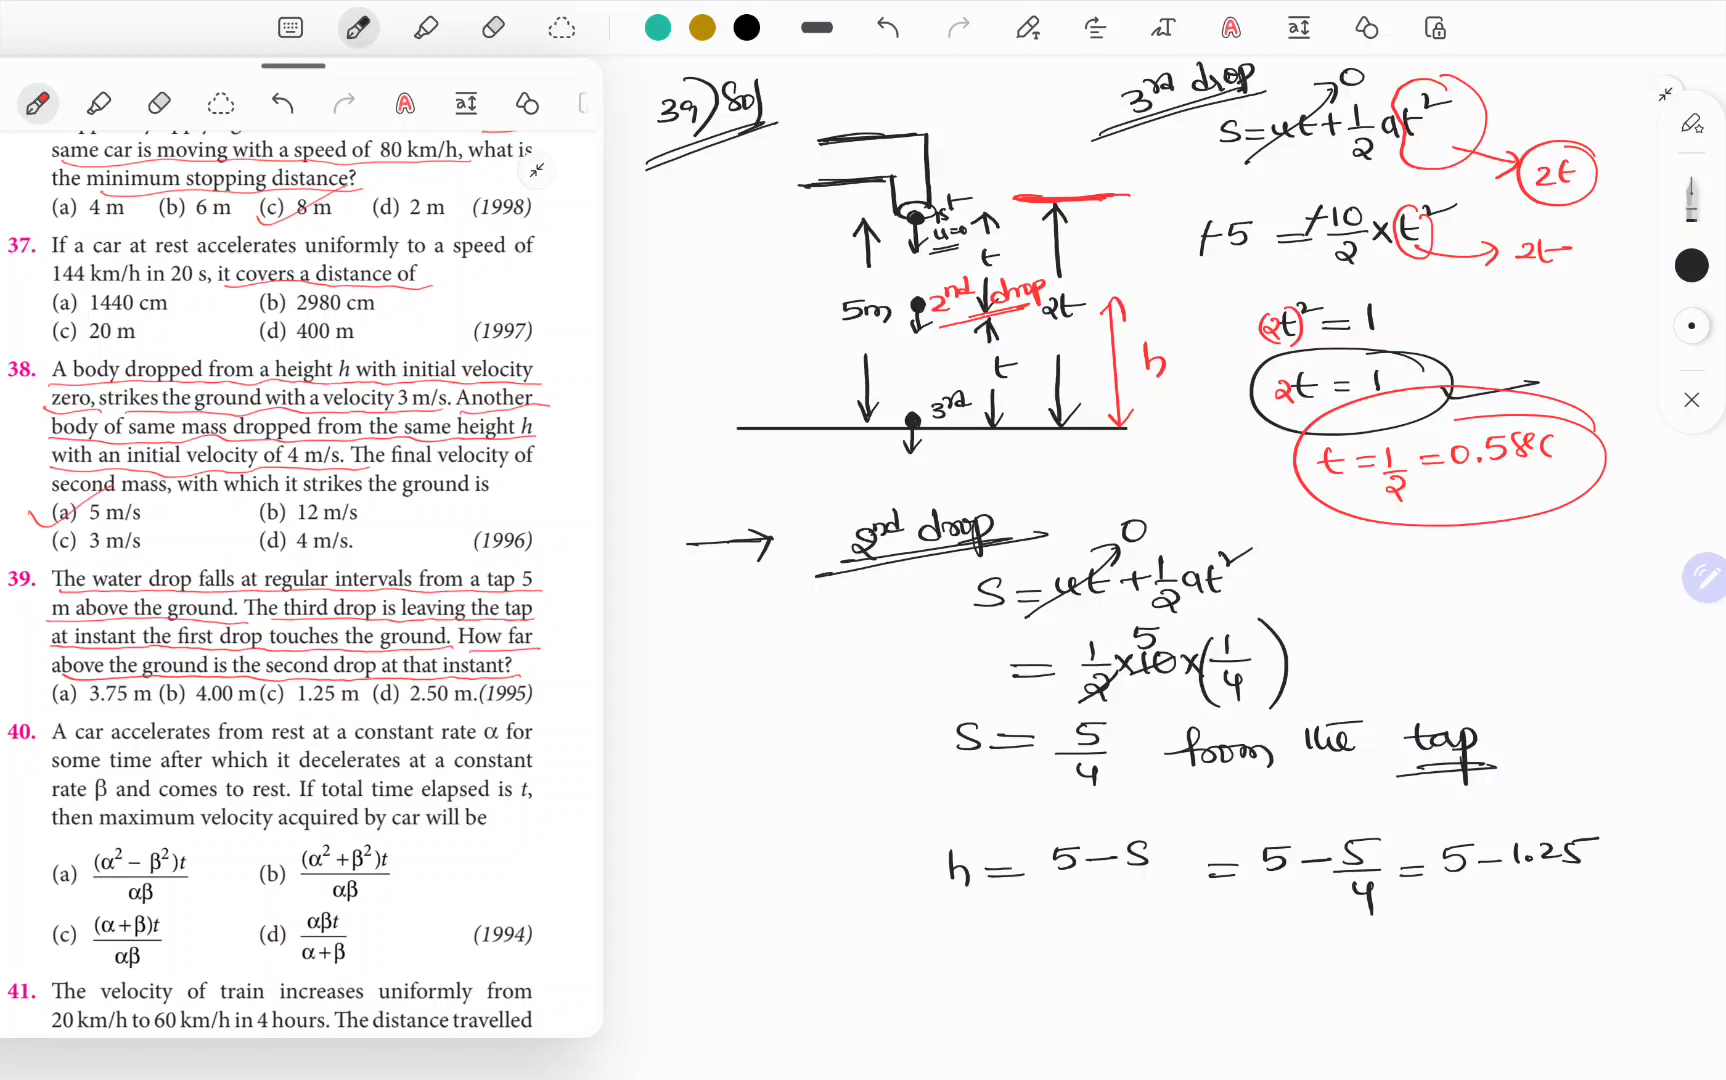 same car is moving with a speed of 80 km/h, what is
the minimum stopping distance?
(a) 4 m (b) 6 m (c) 8 m (d) 2 m (1998)
37. If a car at rest accelerates uniformly to a speed of
144 km/h in 20 s, it covers a distance of
(a) 1440 cm (b) 2980 cm
(c) 20 m (d) 400 m (1997)
38. A body dropped from a height h with initial velocity
zero, strikes the ground with a velocity 3 m/s. Another
body of same mass dropped from the same height h
with an initial velocity of 4 m/s. The final velocity of
second mass, with which it strikes the ground is
(a) 5 m/s (b) 12 m/s
(c) 3 m/s (d) 4 m/s. (1996)
39. The water drop falls at regular intervals from a tap 5
m above the ground. The third drop is leaving the tap
at instant the first drop touches the ground. How far
above the ground is the second drop at that instant?
(a) 3.75 m (b) 4.00 m (c) 1.25 m (d) 2.50 m. (1995)
40. A car accelerates from rest at a constant rate α for
some time after which it decelerates at a constant
rate β and comes to rest. If total time elapsed is t,
then maximum velocity acquired by car will be
(a) (α² − β²)t / αβ (b) (α² + β²)t / αβ
(c) (α + β)t / αβ (d) αβt / α + β (1994)
41. The velocity of train increases uniformly from
20 km/h to 60 km/h in 4 hours. The distance travelled
39) Sol
1st
u=0
t
5m 2nd drop 2t
t
h
3rd
3rd drop
0
S = ut + 1/2 at²
2t
-5 = -10/2 × t²
2t
(2t)² = 1
2t = 1
t = 1/2 = 0.5 sec
2nd drop
0
S = ut + 1/2 at²
5
= 1/2 × 10 × (1/4)
S = 5/4 from the tap
h = 5 - S = 5 - 5/4 = 5 - 1.25